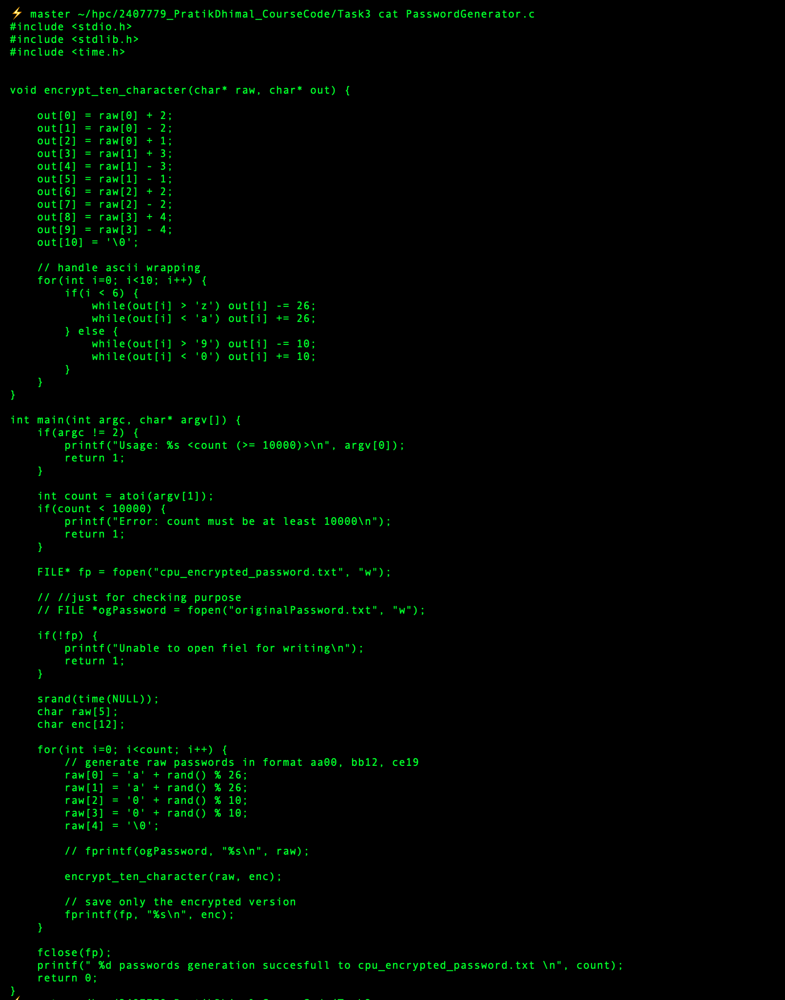 ⚡ master ~/hpc/2407779_PratikDhimal_CourseCode/Task3 cat PasswordGenerator.c
#include <stdio.h>
#include <stdlib.h>
#include <time.h>


void encrypt_ten_character(char* raw, char* out) {

    out[0] = raw[0] + 2;
    out[1] = raw[0] - 2;
    out[2] = raw[0] + 1;
    out[3] = raw[1] + 3;
    out[4] = raw[1] - 3;
    out[5] = raw[1] - 1;
    out[6] = raw[2] + 2;
    out[7] = raw[2] - 2;
    out[8] = raw[3] + 4;
    out[9] = raw[3] - 4;
    out[10] = '\0';

    // handle ascii wrapping
    for(int i=0; i<10; i++) {
        if(i < 6) {
            while(out[i] > 'z') out[i] -= 26;
            while(out[i] < 'a') out[i] += 26;
        } else {
            while(out[i] > '9') out[i] -= 10;
            while(out[i] < '0') out[i] += 10;
        }
    }
}

int main(int argc, char* argv[]) {
    if(argc != 2) {
        printf("Usage: %s <count (>= 10000)>\n", argv[0]);
        return 1;
    }

    int count = atoi(argv[1]);
    if(count < 10000) {
        printf("Error: count must be at least 10000\n");
        return 1;
    }

    FILE* fp = fopen("cpu_encrypted_password.txt", "w");

    // //just for checking purpose
    // FILE *ogPassword = fopen("originalPassword.txt", "w");

    if(!fp) {
        printf("Unable to open fiel for writing\n");
        return 1;
    }

    srand(time(NULL));
    char raw[5];
    char enc[12];

    for(int i=0; i<count; i++) {
        // generate raw passwords in format aa00, bb12, ce19
        raw[0] = 'a' + rand() % 26;
        raw[1] = 'a' + rand() % 26;
        raw[2] = '0' + rand() % 10;
        raw[3] = '0' + rand() % 10;
        raw[4] = '\0';

        // fprintf(ogPassword, "%s\n", raw);

        encrypt_ten_character(raw, enc);

        // save only the encrypted version
        fprintf(fp, "%s\n", enc);
    }

    fclose(fp);
    printf(" %d passwords generation succesfull to cpu_encrypted_password.txt \n", count);
    return 0;
}